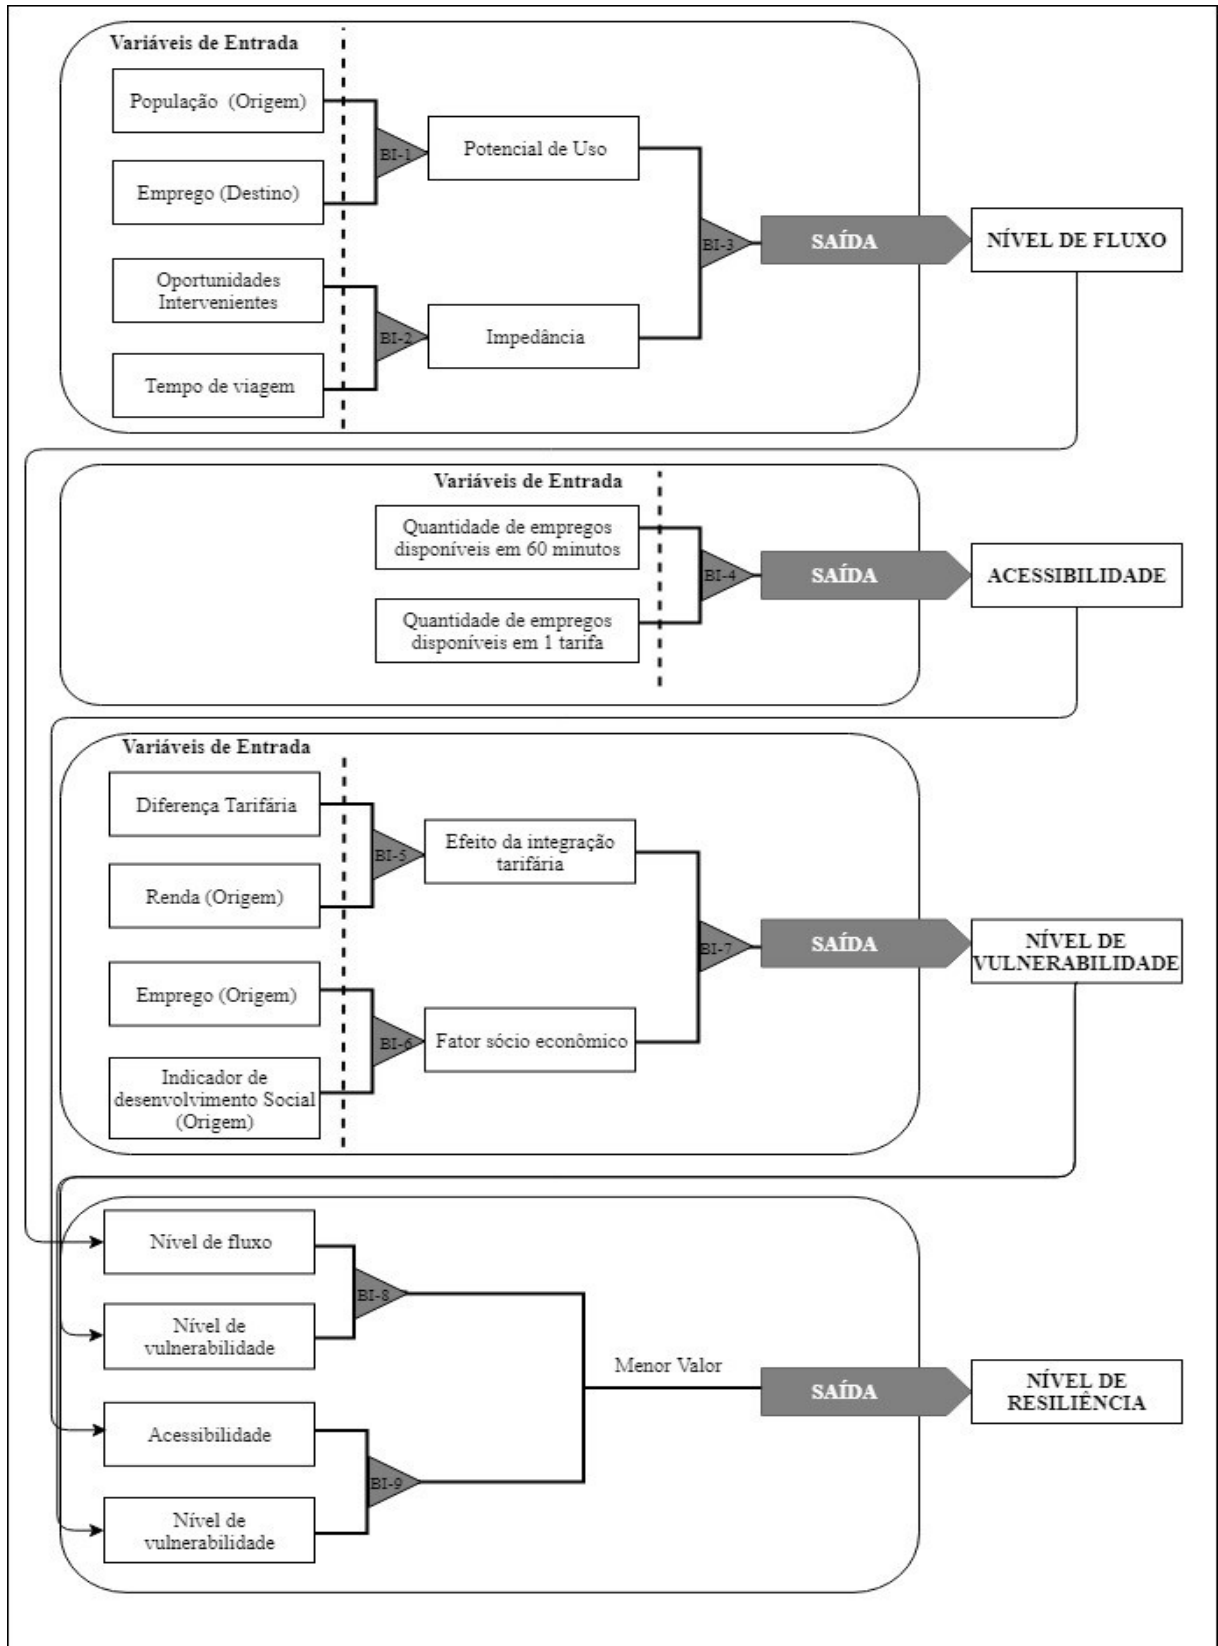 Variáveis de Entrada
População (Origem)
BI-1
Potencial de Uso
Emprego (Destino)
BI-3
SAÍDA
NÍVEL DE FLUXO
Oportunidades
Intervenientes
BI-2
Impedância
Tempo de viagem
Variáveis de Entrada
Quantidade de empregos
disponíveis em 60 minutos
BI-4
SAÍDA
ACESSIBILIDADE
Quantidade de empregos
disponíveis em 1 tarifa
Variáveis de Entrada
Diferença Tarifária
BI-5
Efeito da integração
tarifária
Renda (Origem)
BI-7
SAÍDA
NÍVEL DE
VULNERABILIDADE
Emprego (Origem)
BI-6
Fator sócio econômico
Indicador de
desenvolvimento Social
(Origem)
Nível de fluxo
BI-8
Nível de
vulnerabilidade
Menor Valor
SAÍDA
NÍVEL DE
RESILIÊNCIA
Acessibilidade
BI-9
Nível de
vulnerabilidade